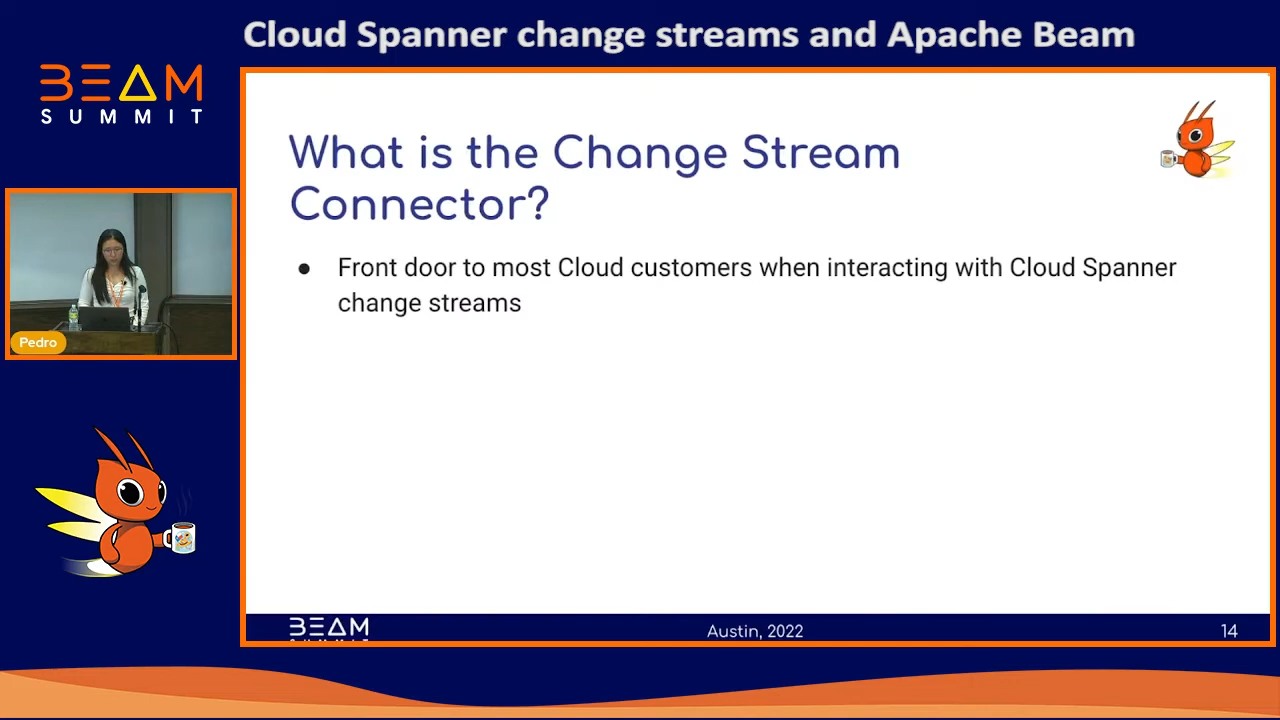 Cloud Spanner change streams and Apache Beam
BEAM
SUMMIT
What is the Change Stream
Connector?
● Front door to most Cloud customers when interacting with Cloud Spanner
change streams
Pedro
BEAM
Austin, 2022
14